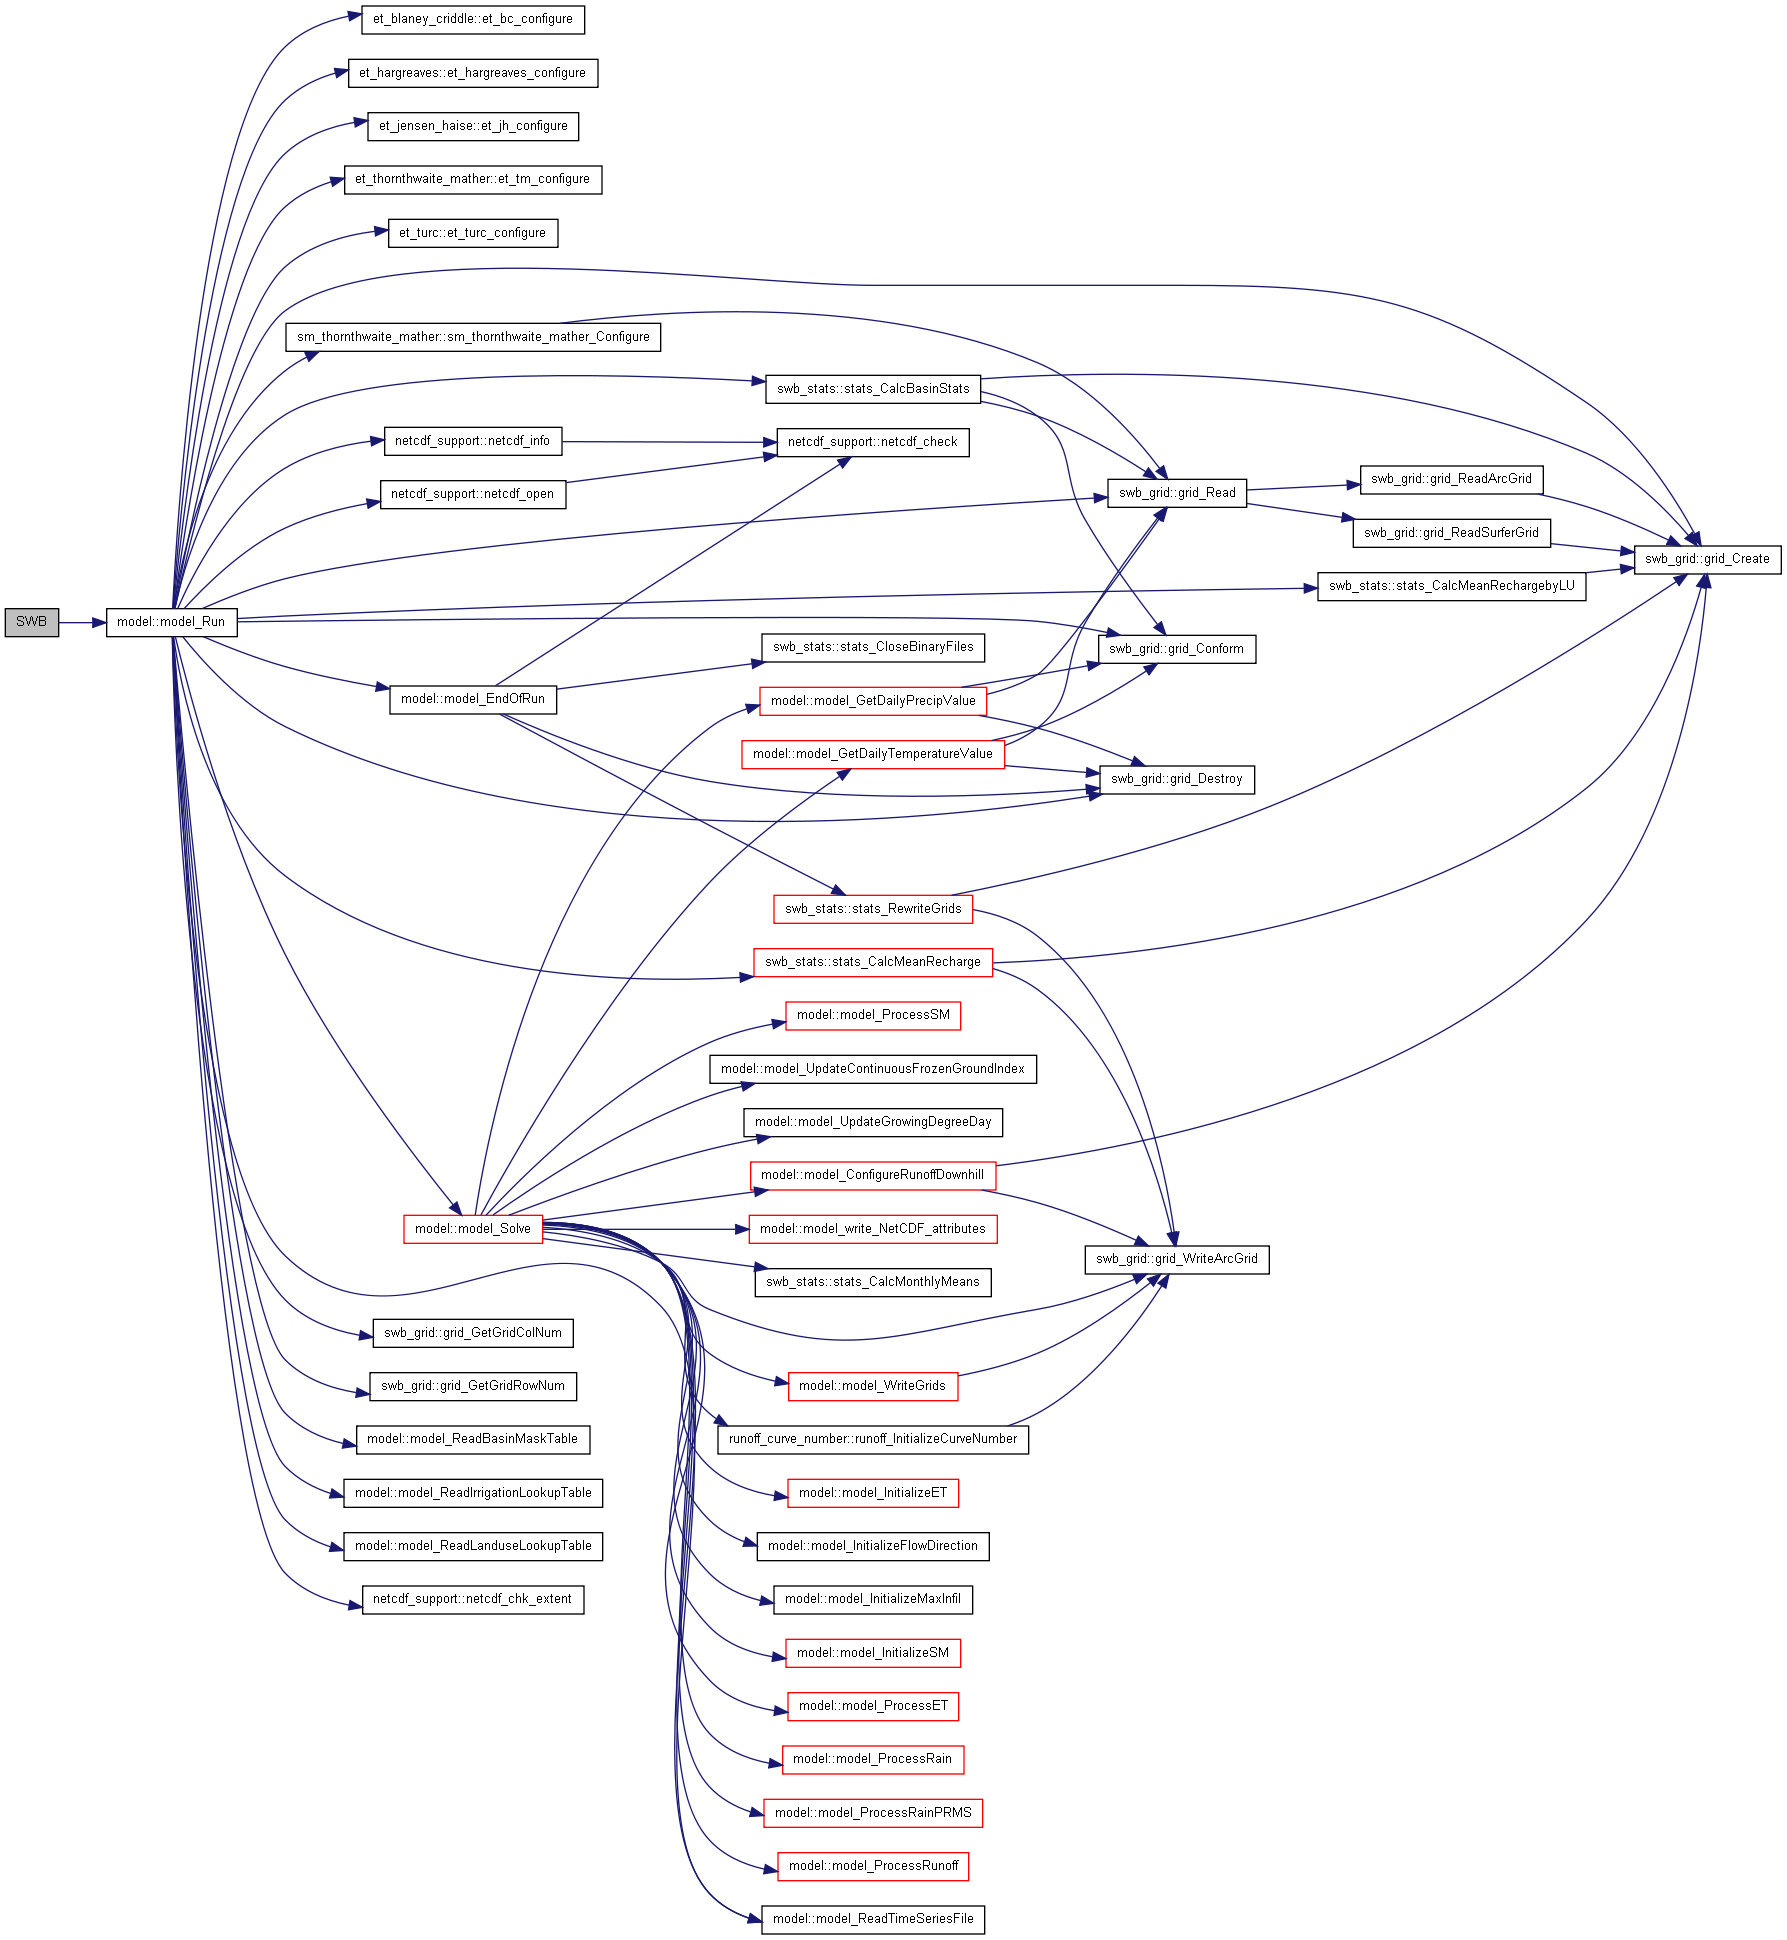 et_blaney_criddle::et_bc_configure
et_hargreaves::et_hargreaves_configure
et_jensen_haise::et_jh_configure
et_thornthwaite_mather::et_tm_configure
et_turc::et_turc_configure
sm_thornthwaite_mather::sm_thornthwaite_mather_Configure
swb_stats::stats_CalcBasinStats
netcdf_support::netcdf_info
netcdf_support::netcdf_check
netcdf_support::netcdf_open
swb_grid::grid_Read
swb_grid::grid_ReadArcGrid
swb_grid::grid_ReadSurferGrid
swb_grid::grid_Create
swb_stats::stats_CalcMeanRechargebyLU
SWB
model::model_Run
swb_stats::stats_CloseBinaryFiles
swb_grid::grid_Conform
model::model_EndOfRun
model::model_GetDailyPrecipValue
model::model_GetDailyTemperatureValue
swb_grid::grid_Destroy
swb_stats::stats_RewriteGrids
swb_stats::stats_CalcMeanRecharge
model::model_ProcessSM
model::model_UpdateContinuousFrozenGroundIndex
model::model_UpdateGrowingDegreeDay
model::model_ConfigureRunoffDownhill
model::model_Solve
model::model_write_NetCDF_attributes
swb_grid::grid_WriteArcGrid
swb_stats::stats_CalcMonthlyMeans
swb_grid::grid_GetGridColNum
swb_grid::grid_GetGridRowNum
model::model_WriteGrids
model::model_ReadBasinMaskTable
runoff_curve_number::runoff_InitializeCurveNumber
model::model_ReadIrrigationLookupTable
model::model_InitializeET
model::model_ReadLanduseLookupTable
model::model_InitializeFlowDirection
netcdf_support::netcdf_chk_extent
model::model_InitializeMaxInfil
model::model_InitializeSM
model::model_ProcessET
model::model_ProcessRain
model::model_ProcessRainPRMS
model::model_ProcessRunoff
model::model_ReadTimeSeriesFile